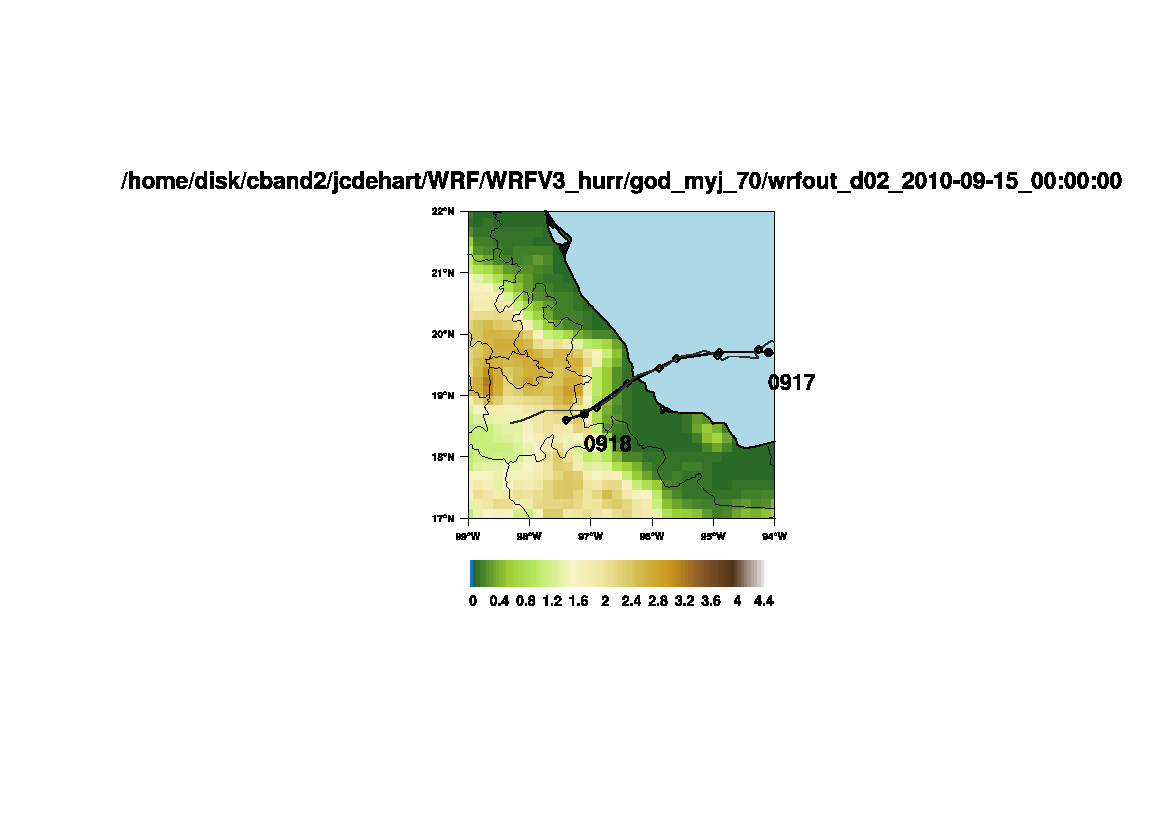 /home/disk/cband2/jcdehart/WRF/WRFV3_hurr/god_myj_70/wrfout_d02_2010-09-15_00:00:00
22°N
21°N
20°N
0917
19°N
0918
18°N
17°N
99°W 98°W 97°W 96°W 95°W 94°W
0 0.4 0.8 1.2 1.6 2 2.4 2.8 3.2 3.6 4 4.4